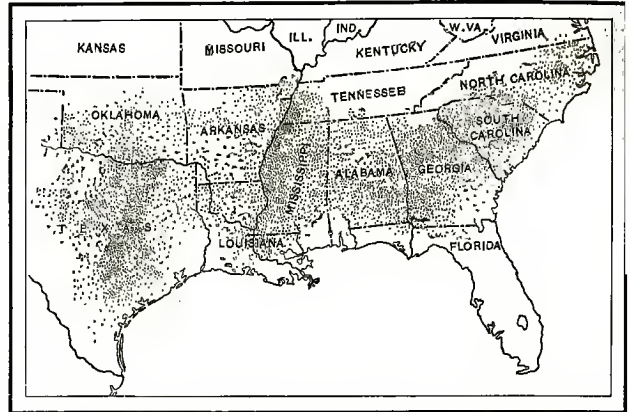 KANSAS
MISSOURI
ILL.
IND.
W.VA.
VIRGINIA
KENTUCKY
NORTH CAROLINA
TENNESSEB
OKLAHOMA
ARKANSAS
SOUTH
CAROLINA
MISSISSIPPI
ALABAMA
GEORGIA
TEXAS
LOUISIANA
FLORIDA